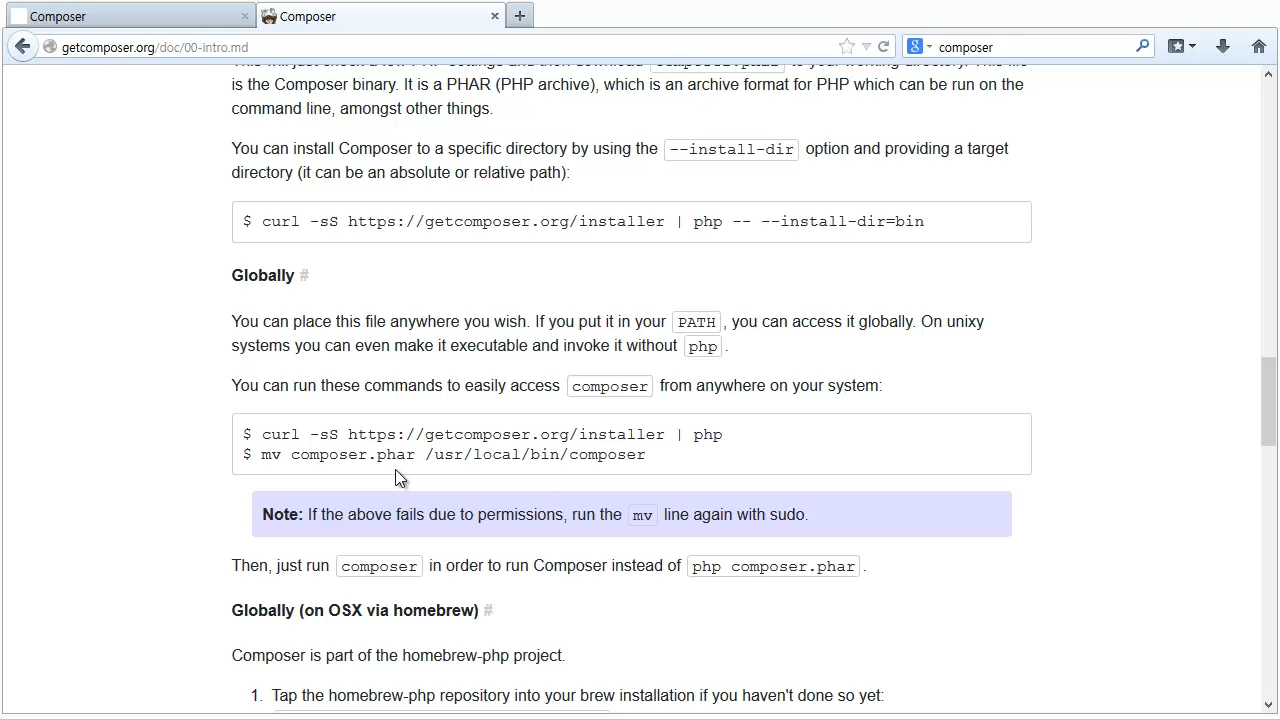 Composer
Composer
getcomposer.org/doc/00-intro.md
composer
is the Composer binary. It is a PHAR (PHP archive), which is an archive format for PHP which can be run on the
command line, amongst other things.
You can install Composer to a specific directory by using the --install-dir option and providing a target
directory (it can be an absolute or relative path):
$ curl -sS https://getcomposer.org/installer | php -- --install-dir=bin
Globally #
You can place this file anywhere you wish. If you put it in your PATH, you can access it globally. On unixy
systems you can even make it executable and invoke it without php.
You can run these commands to easily access composer from anywhere on your system:
$ curl -sS https://getcomposer.org/installer | php
$ mv composer.phar /usr/local/bin/composer
Note: If the above fails due to permissions, run the mv line again with sudo.
Then, just run composer in order to run Composer instead of php composer.phar.
Globally (on OSX via homebrew) #
Composer is part of the homebrew-php project.
1. Tap the homebrew-php repository into your brew installation if you haven't done so yet: